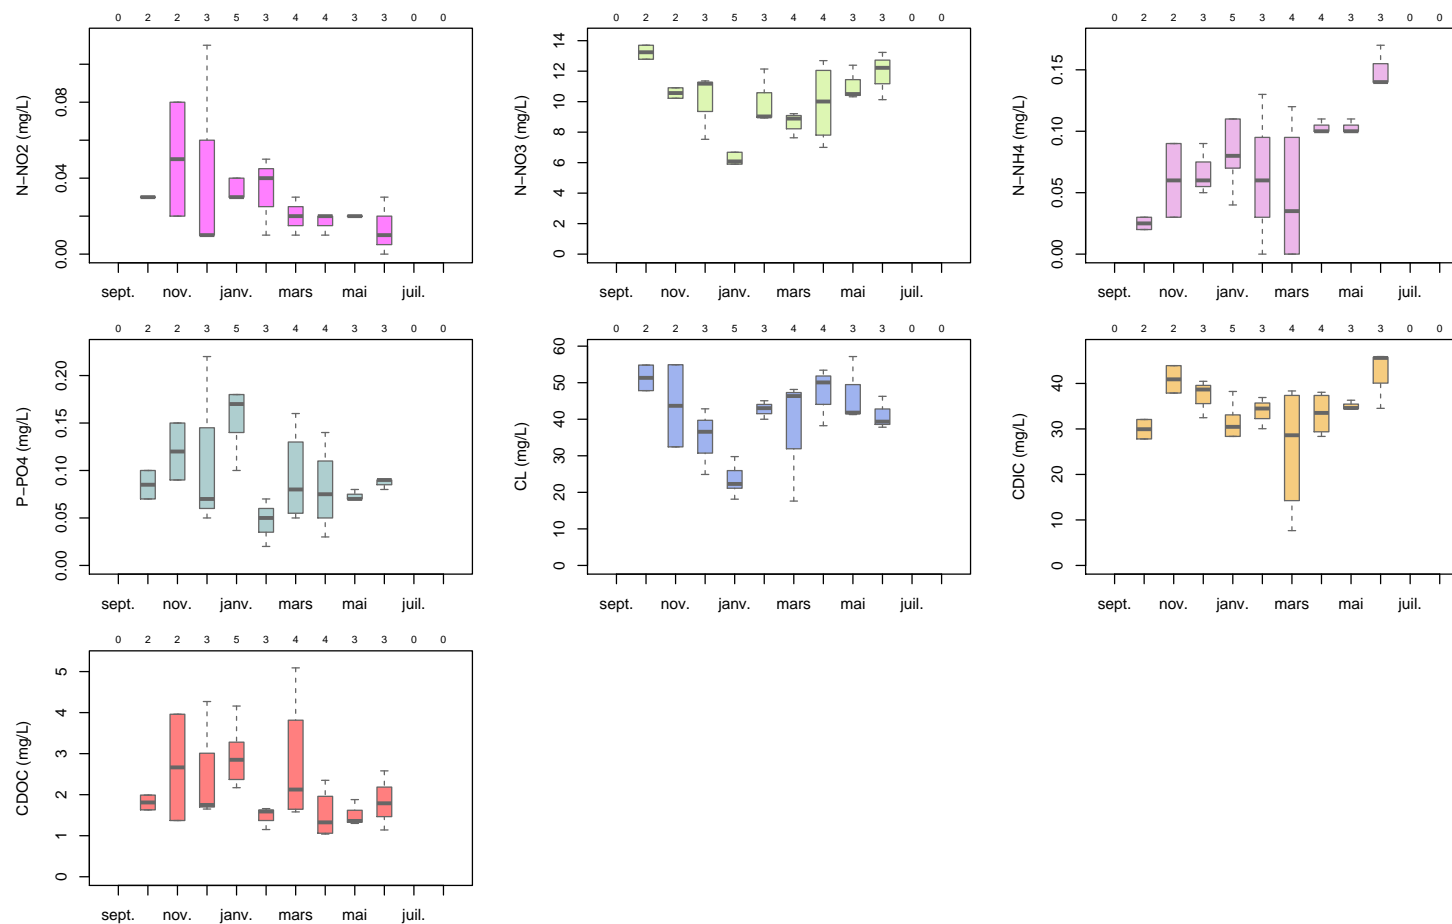 0 2 2 3 5 3 4 4 3 3 0 0
N−NO2 (mg/L)
0.08
0.04
0.00
sept. nov. janv. mars mai juil.
0 2 2 3 5 3 4 4 3 3 0 0
N−NO3 (mg/L)
14
12
10
8
6
4
2
0
sept. nov. janv. mars mai juil.
0 2 2 3 5 3 4 4 3 3 0 0
N−NH4 (mg/L)
0.15
0.10
0.05
0.00
sept. nov. janv. mars mai juil.
0 2 2 3 5 3 4 4 3 3 0 0
P−PO4 (mg/L)
0.20
0.15
0.10
0.05
0.00
sept. nov. janv. mars mai juil.
0 2 2 3 5 3 4 4 3 3 0 0
CL (mg/L)
60
50
40
30
20
10
0
sept. nov. janv. mars mai juil.
0 2 2 3 5 3 4 4 3 3 0 0
CDIC (mg/L)
40
30
20
10
0
sept. nov. janv. mars mai juil.
0 2 2 3 5 3 4 4 3 3 0 0
CDOC (mg/L)
5
4
3
2
1
0
sept. nov. janv. mars mai juil.